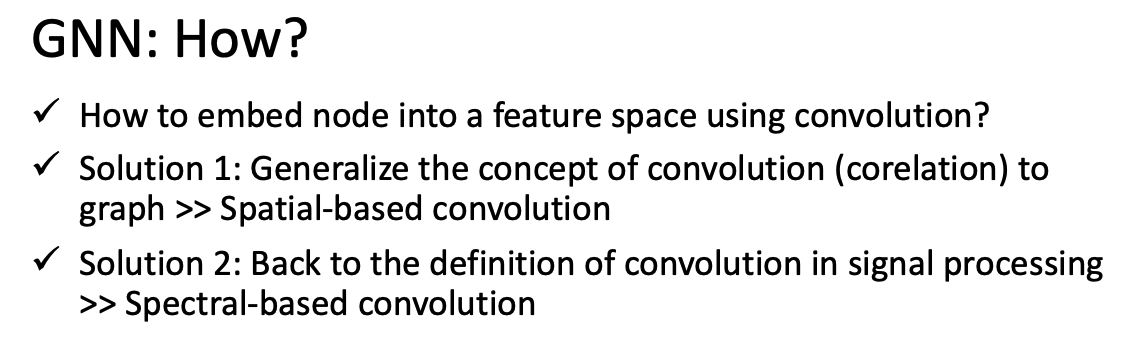 GNN: How?
✓ How to embed node into a feature space using convolution?
✓ Solution 1: Generalize the concept of convolution (corelation) to
graph >> Spatial-based convolution
✓ Solution 2: Back to the definition of convolution in signal processing
>> Spectral-based convolution